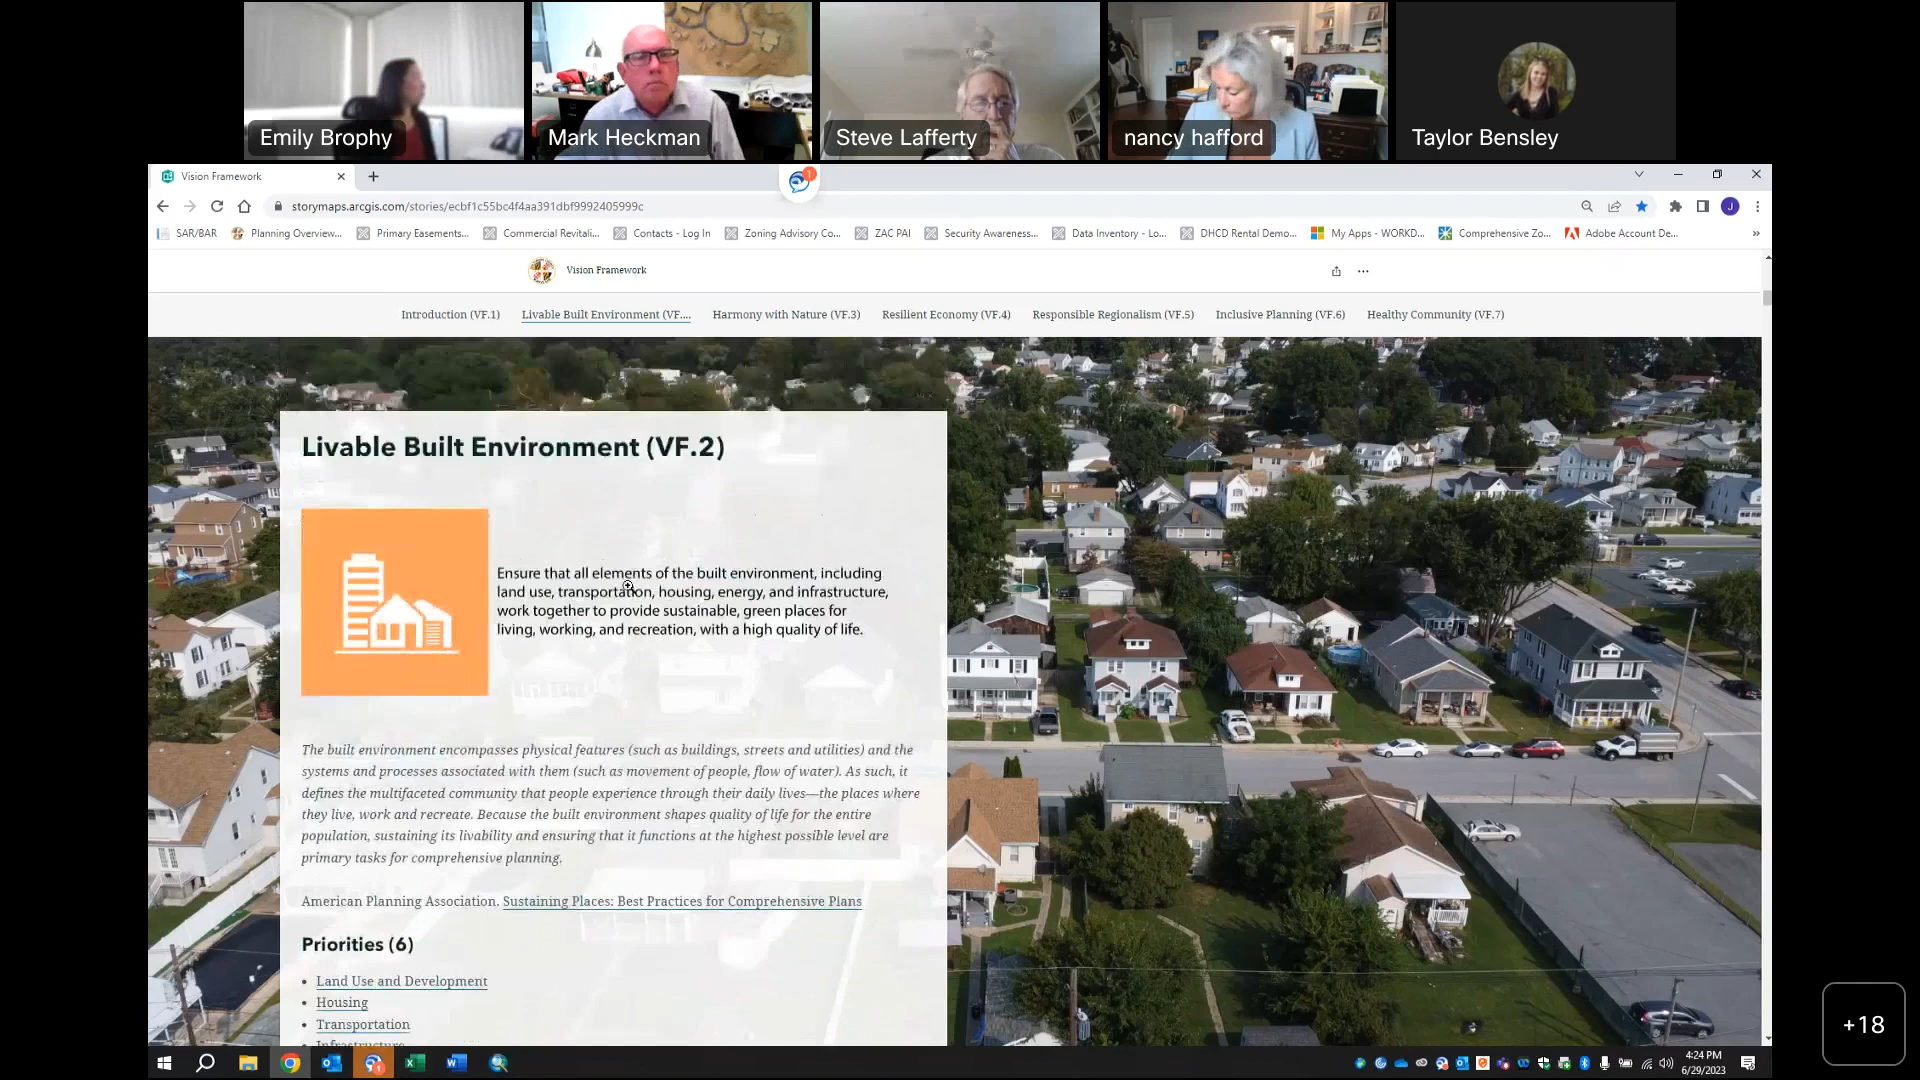 Emily Brophy
Mark Heckman
Steve Lafferty
nancy hafford
Taylor Bensley
Vision Framework
1
storymaps.arcgis.com/stories/ecbf1c55bc4f4aa391dbf9992405999c
J
SAR/BAR
Planning Overview...
Primary Easements...
Commercial Revitali...
Contacts - Log In
Zoning Advisory Co...
ZAC PAI
Security Awareness...
Data Inventory - Lo...
DHCD Rental Demo...
My Apps - WORKD...
Comprehensive Zo...
Adobe Account De...
Vision Framework
Introduction (VF.1)
Livable Built Environment (VF....
Harmony with Nature (VF.3)
Resilient Economy (VF.4)
Responsible Regionalism (VF.5)
Inclusive Planning (VF.6)
Healthy Community (VF.7)
Livable Built Environment (VF.2)
Ensure that all elements of the built environment, including
land use, transportation, housing, energy, and infrastructure,
work together to provide sustainable, green places for
living, working, and recreation, with a high quality of life.
The built environment encompasses physical features (such as buildings, streets and utilities) and the
systems and processes associated with them (such as movement of people, flow of water). As such, it
defines the multifaceted community that people experience through their daily lives—the places where
they live, work and recreate. Because the built environment shapes quality of life for the entire
population, sustaining its livability and ensuring that it functions at the highest possible level are
primary tasks for comprehensive planning.
American Planning Association. Sustaining Places: Best Practices for Comprehensive Plans
Priorities (6)
• Land Use and Development
• Housing
• Transportation
Infrastructure
+18
4:24 PM
6/29/2023